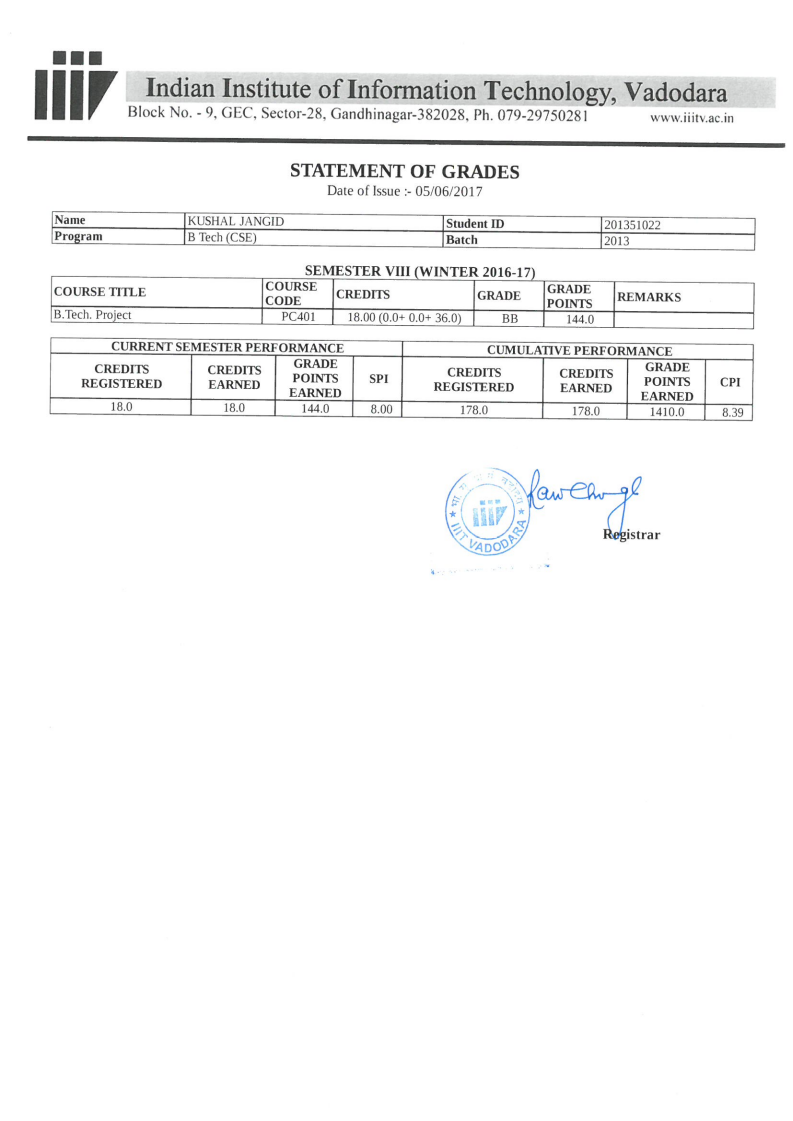 Indian Institute of Information Technology, Vadodara
Block No. - 9, GEC, Sector-28, Gandhinagar-382028, Ph. 079-29750281 www.iiitv.ac.in
STATEMENT OF GRADES
Date of Issue :- 05/06/2017
Name KUSHAL JANGID Student ID 201351022
Program B Tech (CSE) Batch 2013
SEMESTER VIII (WINTER 2016-17)
COURSE TITLE COURSE CODE CREDITS GRADE GRADE POINTS REMARKS
B.Tech. Project PC401 18.00 (0.0+ 0.0+ 36.0) BB 144.0
CURRENT SEMESTER PERFORMANCE CUMULATIVE PERFORMANCE
CREDITS REGISTERED CREDITS EARNED GRADE POINTS EARNED SPI CREDITS REGISTERED CREDITS EARNED GRADE POINTS EARNED CPI
18.0 18.0 144.0 8.00 178.0 178.0 1410.0 8.39
IIIT VADODARA
Registrar